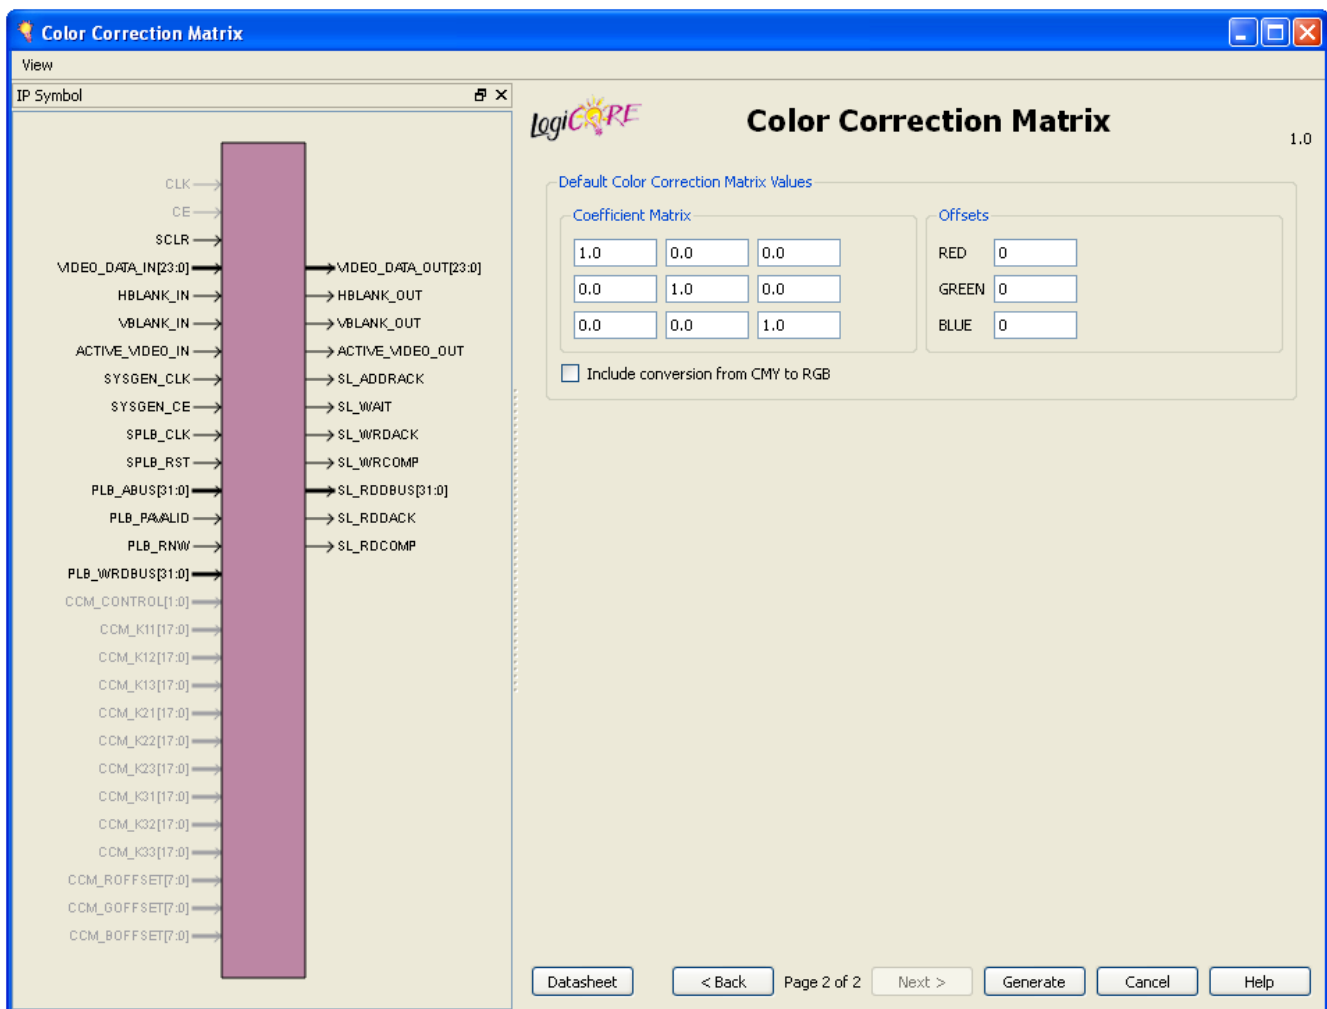 Color Correction Matrix
View
IP Symbol
CLK
CE
SCLR
VIDEO_DATA_IN[23:0]
HBLANK_IN
VBLANK_IN
ACTIVE_VIDEO_IN
SYSGEN_CLK
SYSGEN_CE
SPLB_CLK
SPLB_RST
PLB_ABUS[31:0]
PLB_PAVALID
PLB_RNW
PLB_WRDBUS[31:0]
CCM_CONTROL[1:0]
CCM_K11[17:0]
CCM_K12[17:0]
CCM_K13[17:0]
CCM_K21[17:0]
CCM_K22[17:0]
CCM_K23[17:0]
CCM_K31[17:0]
CCM_K32[17:0]
CCM_K33[17:0]
CCM_ROFFSET[7:0]
CCM_GOFFSET[7:0]
CCM_BOFFSET[7:0]
VIDEO_DATA_OUT[23:0]
HBLANK_OUT
VBLANK_OUT
ACTIVE_VIDEO_OUT
SL_ADDRACK
SL_WAIT
SL_WRDACK
SL_WRCOMP
SL_RDDBUS[31:0]
SL_RDDACK
SL_RDCOMP
LogiCORE
Color Correction Matrix
1.0
Default Color Correction Matrix Values
Coefficient Matrix
1.0 0.0 0.0
0.0 1.0 0.0
0.0 0.0 1.0
Offsets
RED 0
GREEN 0
BLUE 0
Include conversion from CMY to RGB
Datasheet < Back Page 2 of 2 Next > Generate Cancel Help